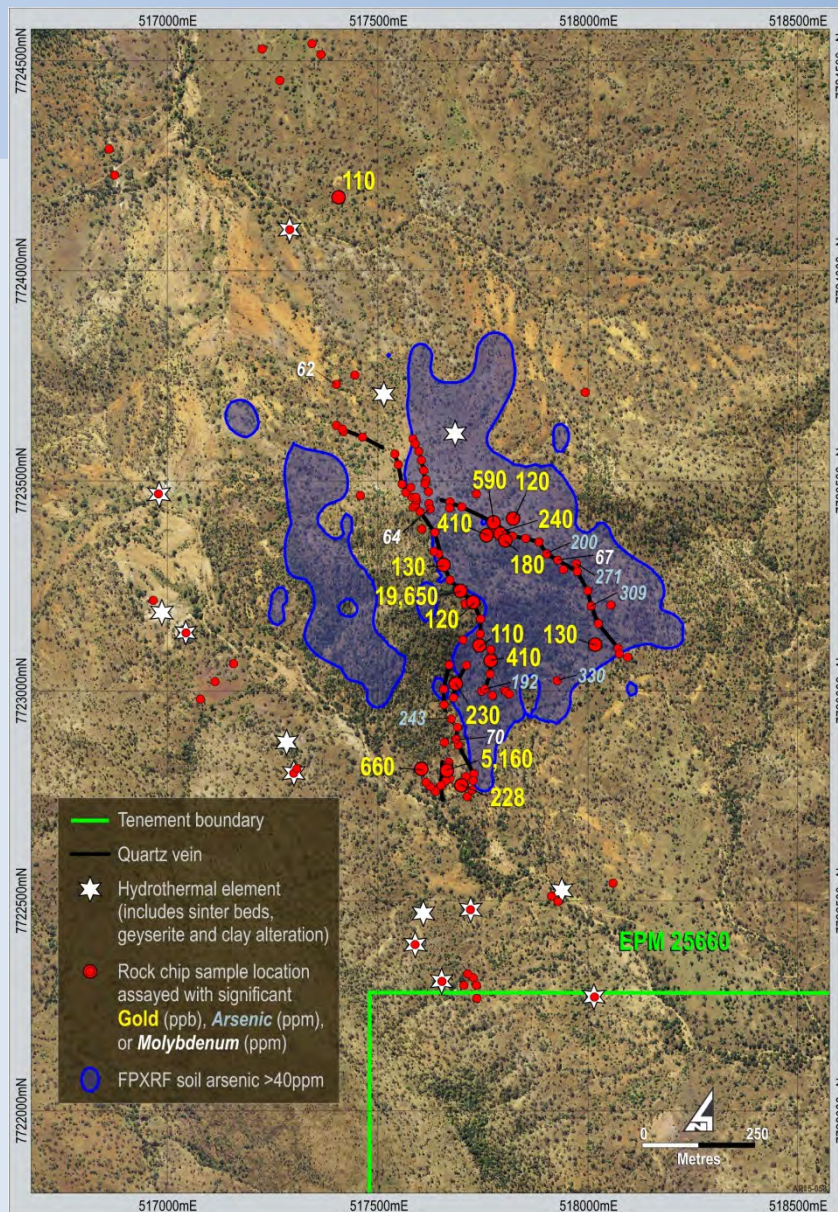 517000mE
517500mE
518000mE
518500mE
7724500mN
7724000mN
7723500mN
7723000mN
7722500mN
7722000mN
110
62
590
120
410
240
200
64
67
180
271
130
309
19,650
120
110
130
410
192
330
243
230
70
5,160
660
228
EPM 25660
Tenement boundary
Quartz vein
Hydrothermal element
(includes sinter beds,
geyserite and clay alteration)
Rock chip sample location
assayed with significant
Gold (ppb), Arsenic (ppm),
or Molybdenum (ppm)
FPXRF soil arsenic >40ppm
N
0
250
Metres
517000mE
517500mE
518000mE
518500mE